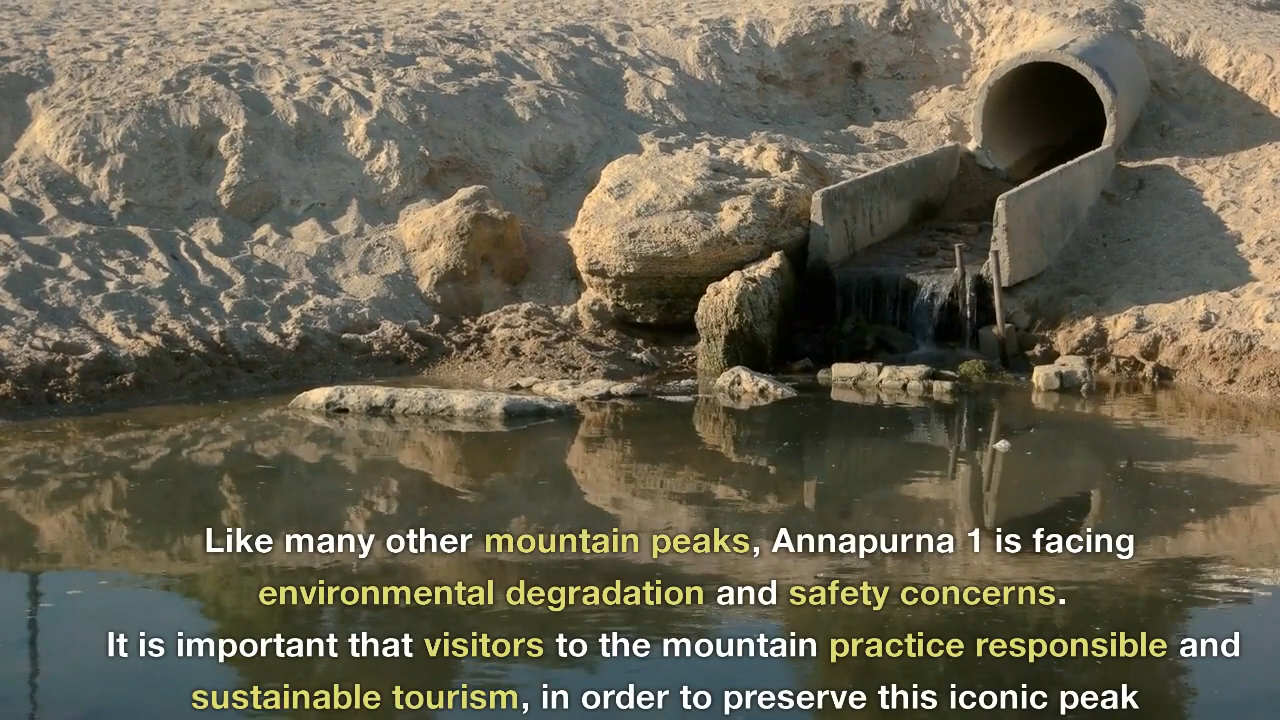 Like many other mountain peaks, Annapurna 1 is facing
environmental degradation and safety concerns.
It is important that visitors to the mountain practice responsible and
sustainable tourism, in order to preserve this iconic peak